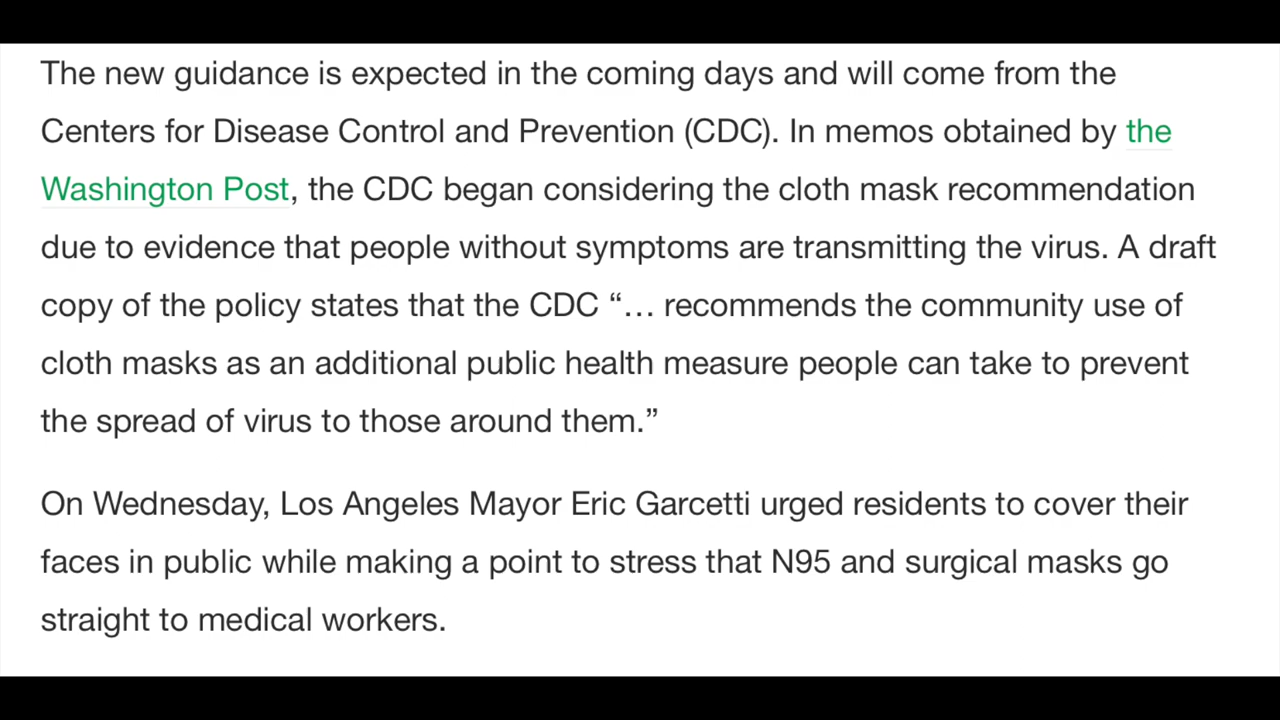 The new guidance is expected in the coming days and will come from the
Centers for Disease Control and Prevention (CDC). In memos obtained by the
Washington Post, the CDC began considering the cloth mask recommendation
due to evidence that people without symptoms are transmitting the virus. A draft
copy of the policy states that the CDC “… recommends the community use of
cloth masks as an additional public health measure people can take to prevent
the spread of virus to those around them.”
On Wednesday, Los Angeles Mayor Eric Garcetti urged residents to cover their
faces in public while making a point to stress that N95 and surgical masks go
straight to medical workers.